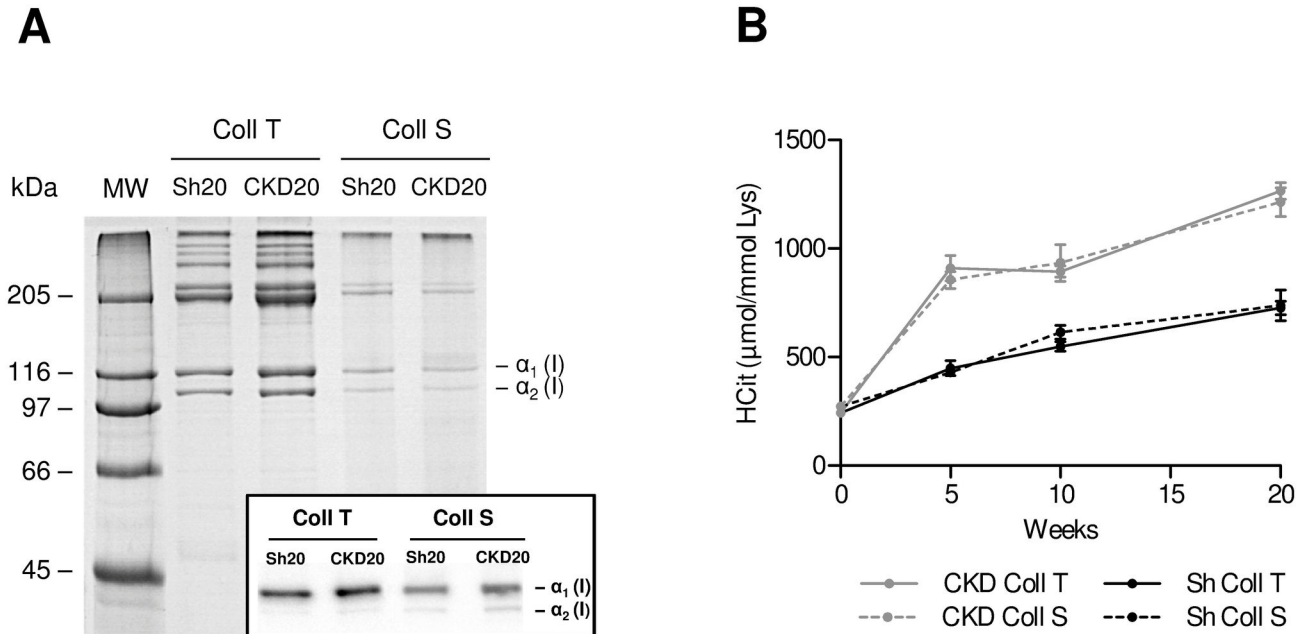 A
Coll T Coll S
kDa MW Sh20 CKD20 Sh20 CKD20
205 –
116 –
97 –
66 –
45 –
– α₁ (I)
– α₂ (I)
Coll T Coll S
Sh20 CKD20 Sh20 CKD20
– α₁ (I)
– α₂ (I)
B
HCit (µmol/mmol Lys)
1500
1000
500
0
0 5 10 15 20
Weeks
CKD Coll T Sh Coll T
CKD Coll S Sh Coll S